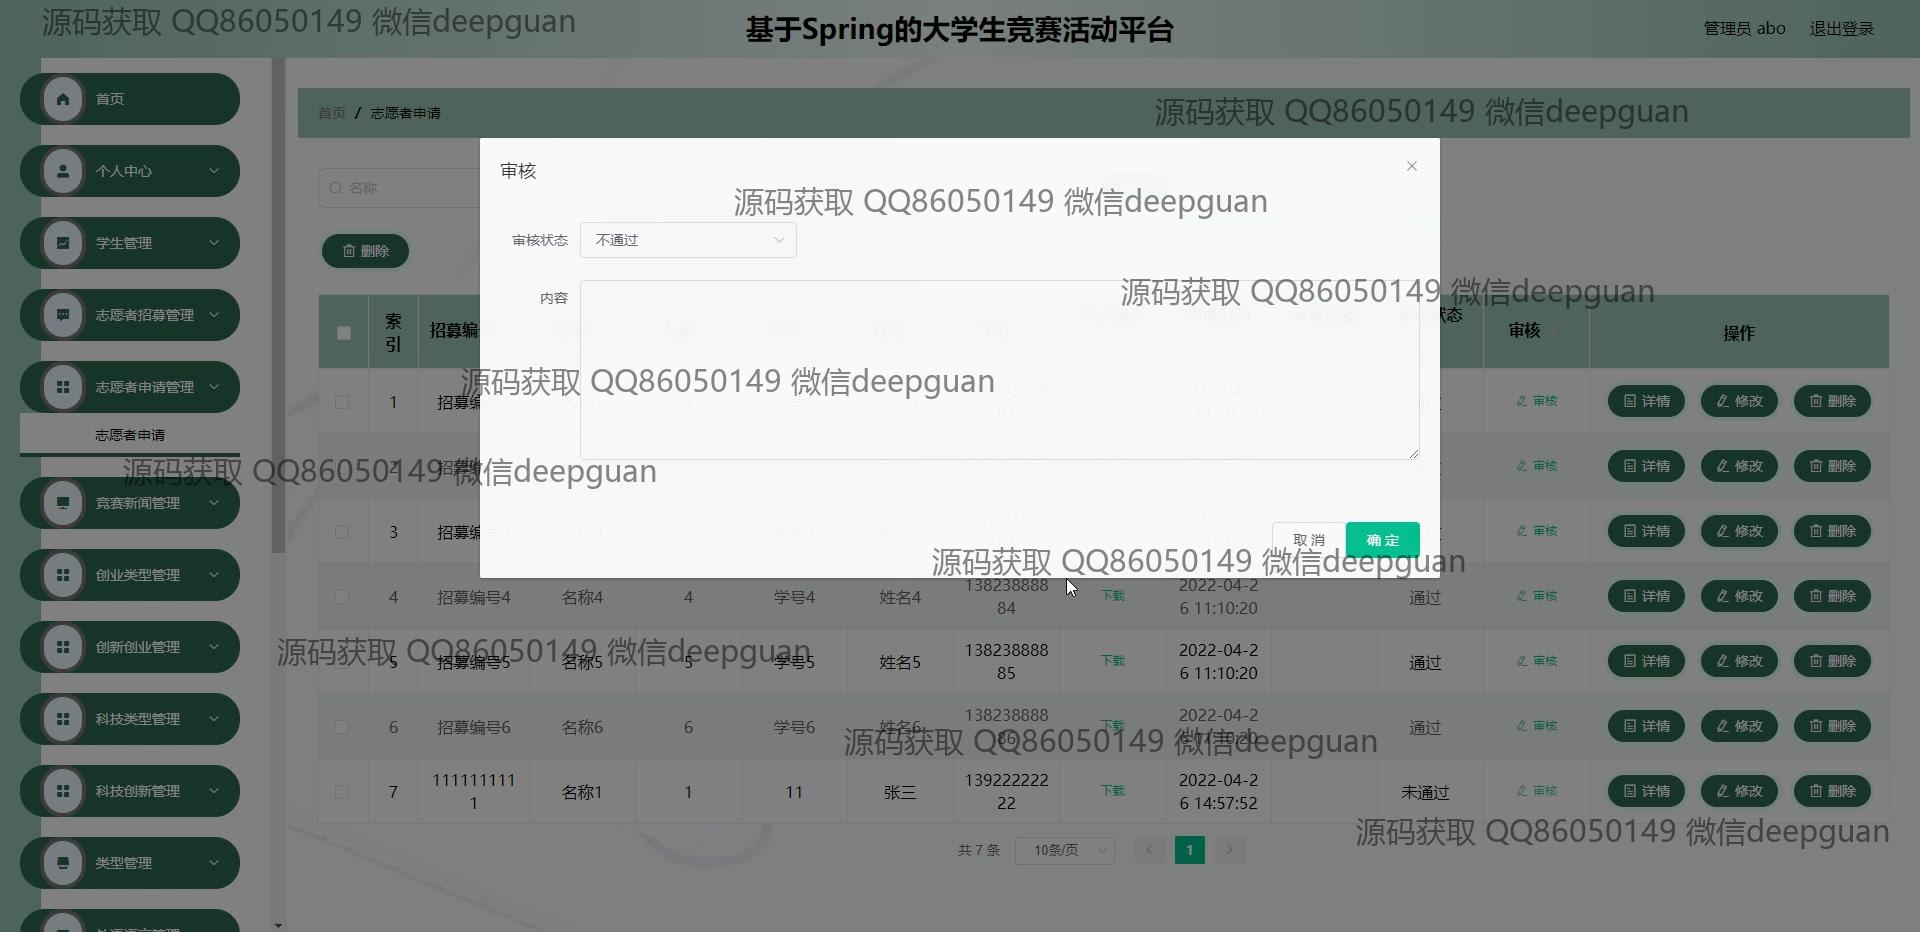 源码获取 QQ86050149 微信deepguan
基于Spring的大学生竞赛活动平台
管理员 abo
退出登录
首页
个人中心
学生管理
志愿者招募管理
志愿者申请管理
志愿者申请
竞赛新闻管理
创业类型管理
创新创业管理
科技类型管理
科技创新管理
类型管理
首页 / 志愿者申请
源码获取 QQ86050149 微信deepguan
名称
删除
审核
源码获取 QQ86050149 微信deepguan
审核状态 不通过
内容
源码获取 QQ86050149 微信deepguan
源码获取 QQ86050149 微信deepguan
源码获取 QQ86050149 微信deepguan
取消 确定
源码获取 QQ86050149 微信deepguan
索引 招募编号 名称 人数 学号 姓名 手机 审核状态 审核 操作
1 招募编号1 名称1 1 学号1 姓名1 13823888881 2022-04-26 11:10:20 通过 审核 详情 修改 删除
2 招募编 审核 详情 修改 删除
3 招募编号3 名称3 3 学号3 姓名3 审核 详情 修改 删除
4 招募编号4 名称4 4 学号4 姓名4 13823888884 下载 2022-04-26 11:10:20 通过 审核 详情 修改 删除
源码获取 QQ86050149 微信deepguan
5 招募编号5 名称5 5 学号5 姓名5 13823888885 下载 2022-04-26 11:10:20 通过 审核 详情 修改 删除
6 招募编号6 名称6 6 学号6 姓名6 13823888886 下载 2022-04-26 11:10:20 通过 审核 详情 修改 删除
源码获取 QQ86050149 微信deepguan
7 1111111111 名称1 1 11 张三 13922222222 下载 2022-04-26 14:57:52 未通过 审核 详情 修改 删除
源码获取 QQ86050149 微信deepguan
共 7 条 10条/页 1